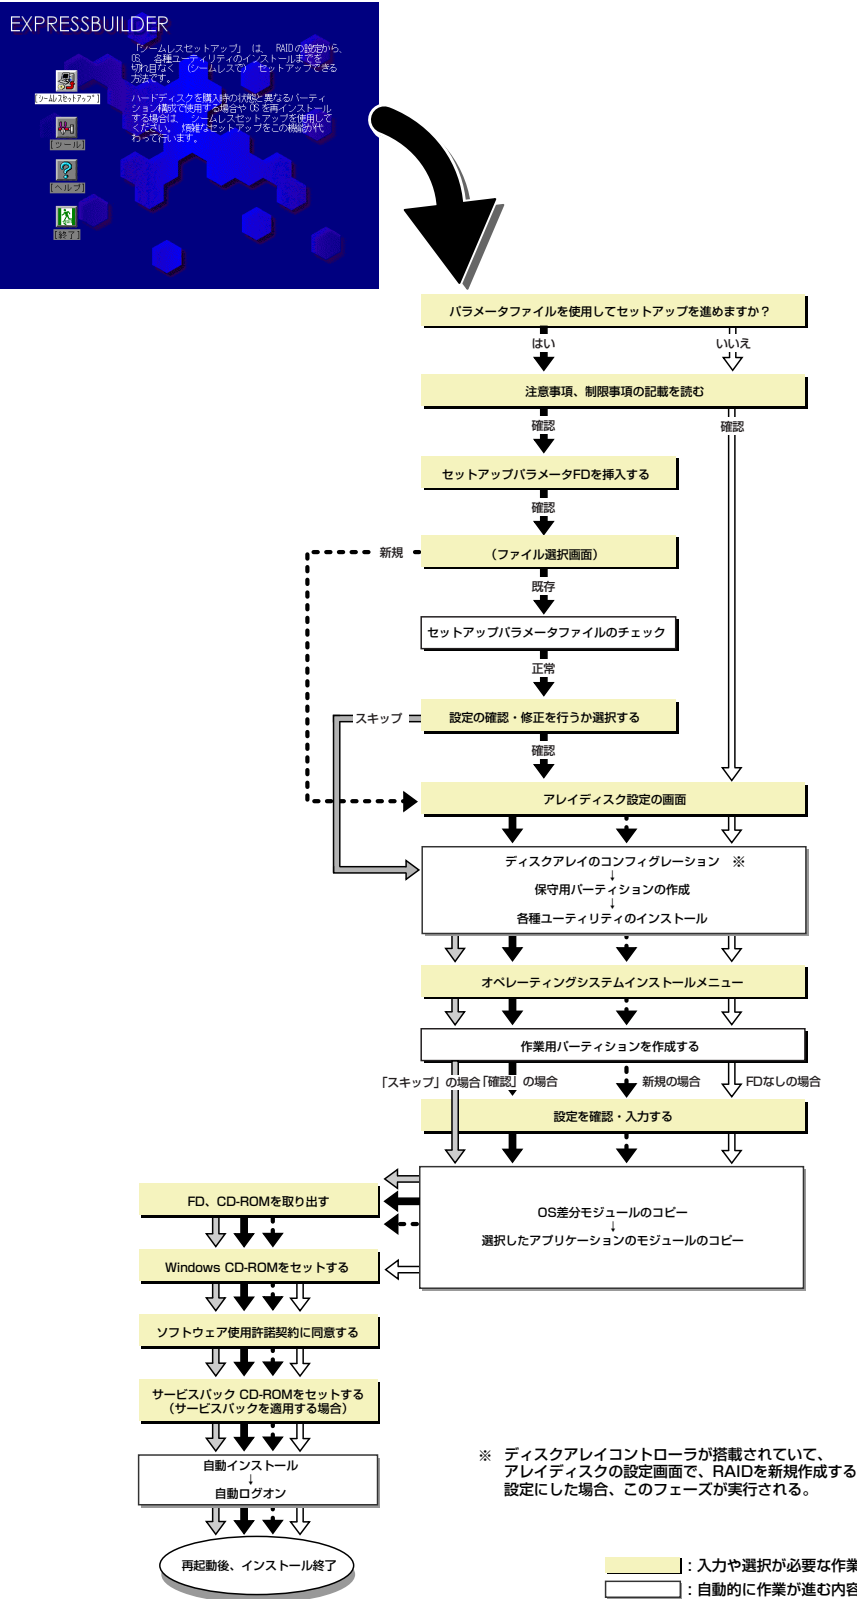 EXPRESSBUILDER
「シームレスセットアップ」 は、 RAIDの設定から、
OS、 各種ユーティリティのインストールまでを
切れ目なく （シームレスで） セットアップできる
方法です。
ハードディスクを購入時の状態と異なるパーティ
ション構成で使用する場合や OS を再インストール
する場合は、 シームレスセットアップを使用して
ください。 煩雑なセットアップをこの機能が代
わって行います。
[シームレスセットアップ]
[ツール]
[ヘルプ]
[終了]
パラメータファイルを使用してセットアップを進めますか？
はい
いいえ
注意事項、制限事項の記載を読む
確認
確認
セットアップパラメータFDを挿入する
確認
新規
（ファイル選択画面）
既存
セットアップパラメータファイルのチェック
正常
スキップ
設定の確認・修正を行うか選択する
確認
アレイディスク設定の画面
ディスクアレイのコンフィグレーション ※
↓
保守用パーティションの作成
↓
各種ユーティリティのインストール
オペレーティングシステムインストールメニュー
作業用パーティションを作成する
「スキップ」の場合
「確認」の場合
新規の場合
FDなしの場合
設定を確認・入力する
OS差分モジュールのコピー
↓
選択したアプリケーションのモジュールのコピー
FD、CD-ROMを取り出す
Windows CD-ROMをセットする
ソフトウェア使用許諾契約に同意する
サービスパック CD-ROMをセットする
（サービスパックを適用する場合）
自動インストール
↓
自動ログオン
再起動後、インストール終了
※ ディスクアレイコントローラが搭載されていて、
アレイディスクの設定画面で、RAIDを新規作成する
設定にした場合、このフェーズが実行される。
：入力や選択が必要な作業
：自動的に作業が進む内容